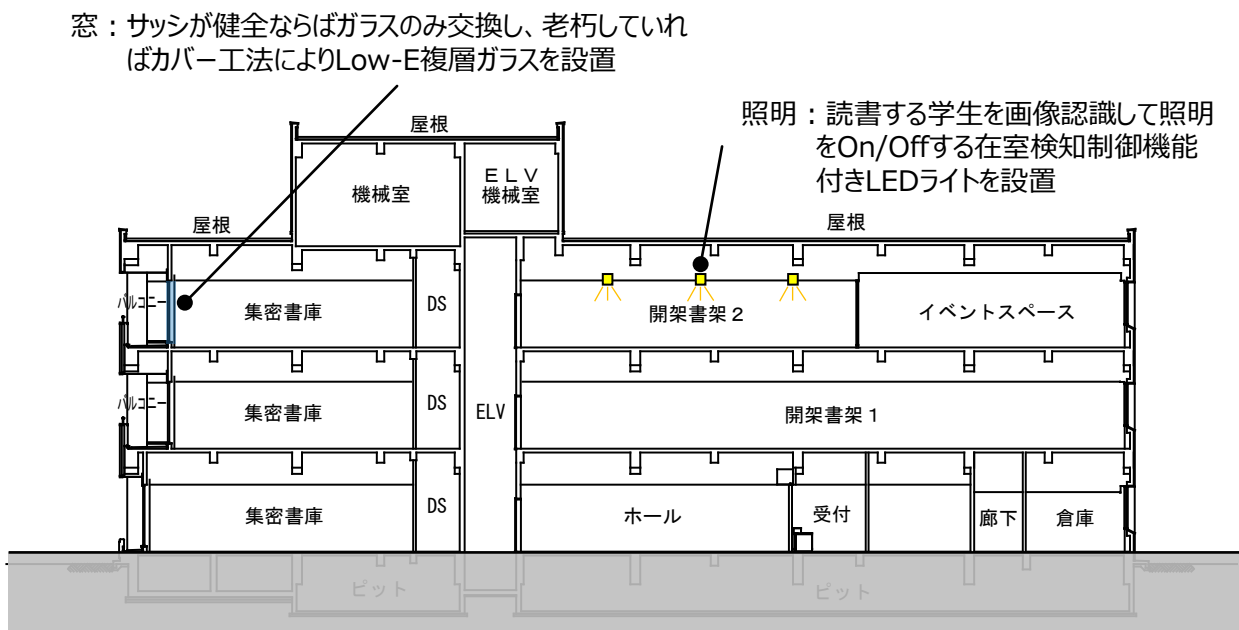 窓：サッシが健全ならばガラスのみ交換し、老朽していれ
ばカバー工法によりLow-E複層ガラスを設置
照明：読書する学生を画像認識して照明
をOn/Offする在室検知制御機能
付きLEDライトを設置
屋根
機械室
ＥＬＶ
機械室
屋根
屋根
バルコニー
集密書庫
DS
開架書架２
イベントスペース
バルコニー
集密書庫
DS
ELV
開架書架１
集密書庫
DS
ホール
受付
廊下
倉庫
ピット
ピット